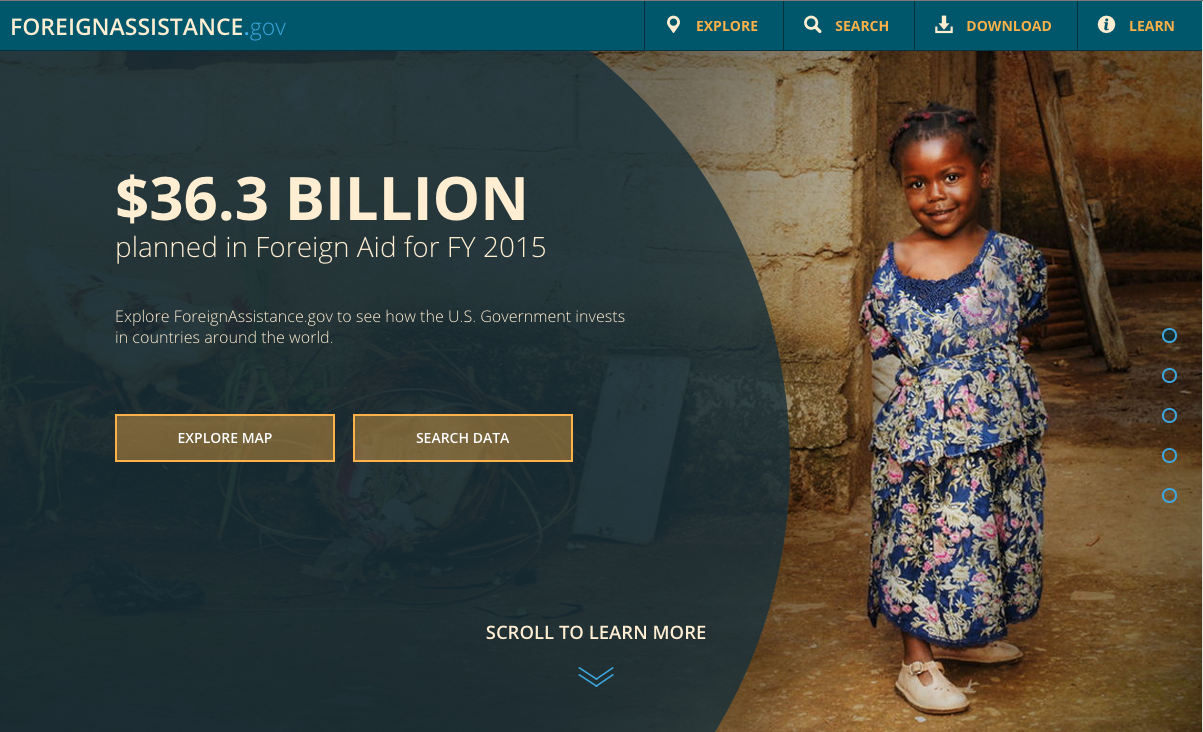 FOREIGNASSISTANCE.gov
EXPLORE
SEARCH
DOWNLOAD
LEARN
$36.3 BILLION
planned in Foreign Aid for FY 2015
Explore ForeignAssistance.gov to see how the U.S. Government invests
in countries around the world.
EXPLORE MAP
SEARCH DATA
SCROLL TO LEARN MORE